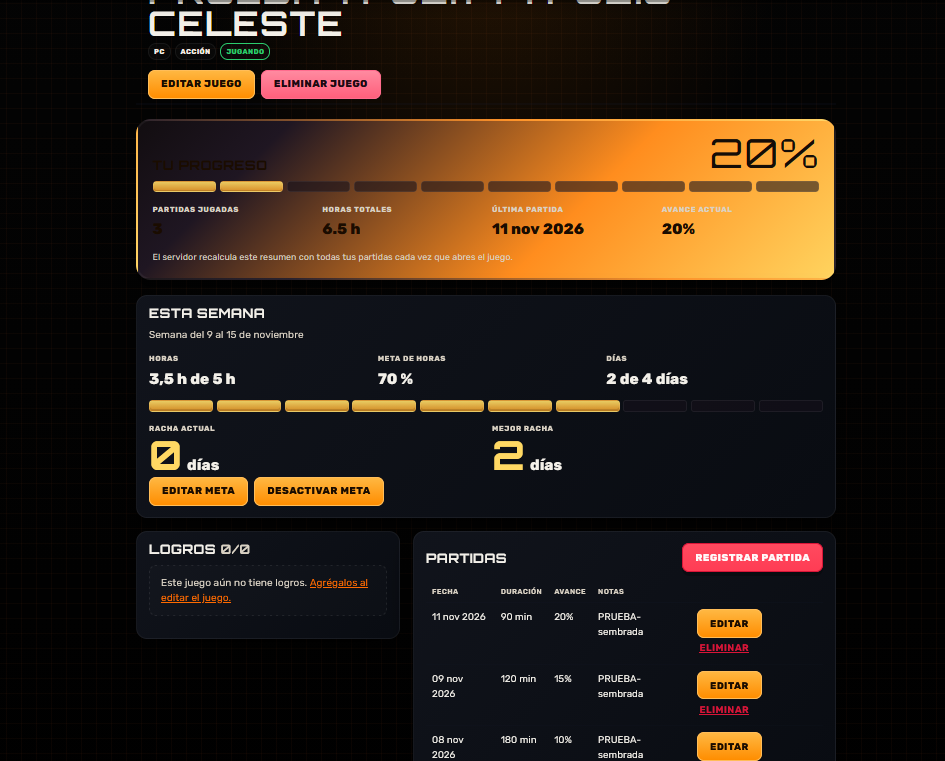 CELESTE
PC ACCIÓN JUGANDO
EDITAR JUEGO ELIMINAR JUEGO
TU PROGRESO 20%
PARTIDAS JUGADAS HORAS TOTALES ÚLTIMA PARTIDA AVANCE ACTUAL
3 6.5 h 11 nov 2026 20%
El servidor recalcula este resumen con todas tus partidas cada vez que abres el juego.
ESTA SEMANA
Semana del 9 al 15 de noviembre
HORAS META DE HORAS DÍAS
3,5 h de 5 h 70 % 2 de 4 días
RACHA ACTUAL MEJOR RACHA
0 días 2 días
EDITAR META DESACTIVAR META
LOGROS 0/0
Este juego aún no tiene logros. Agrégalos al
editar el juego.
PARTIDAS REGISTRAR PARTIDA
FECHA DURACIÓN AVANCE NOTAS
11 nov 2026 90 min 20% PRUEBA-
sembrada
EDITAR
ELIMINAR
09 nov
2026 120 min 15% PRUEBA-
sembrada
EDITAR
ELIMINAR
08 nov
2026 180 min 10% PRUEBA-
sembrada
EDITAR